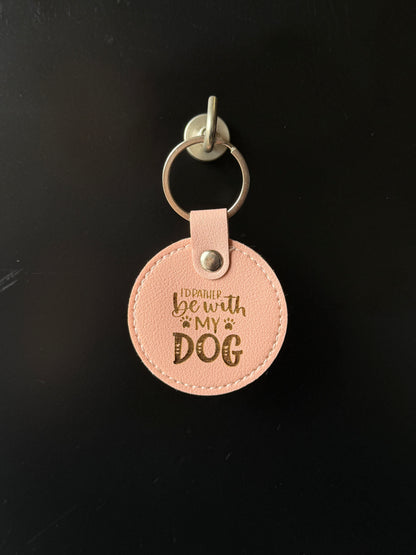 I'D RATHER
be with
MY
DOG